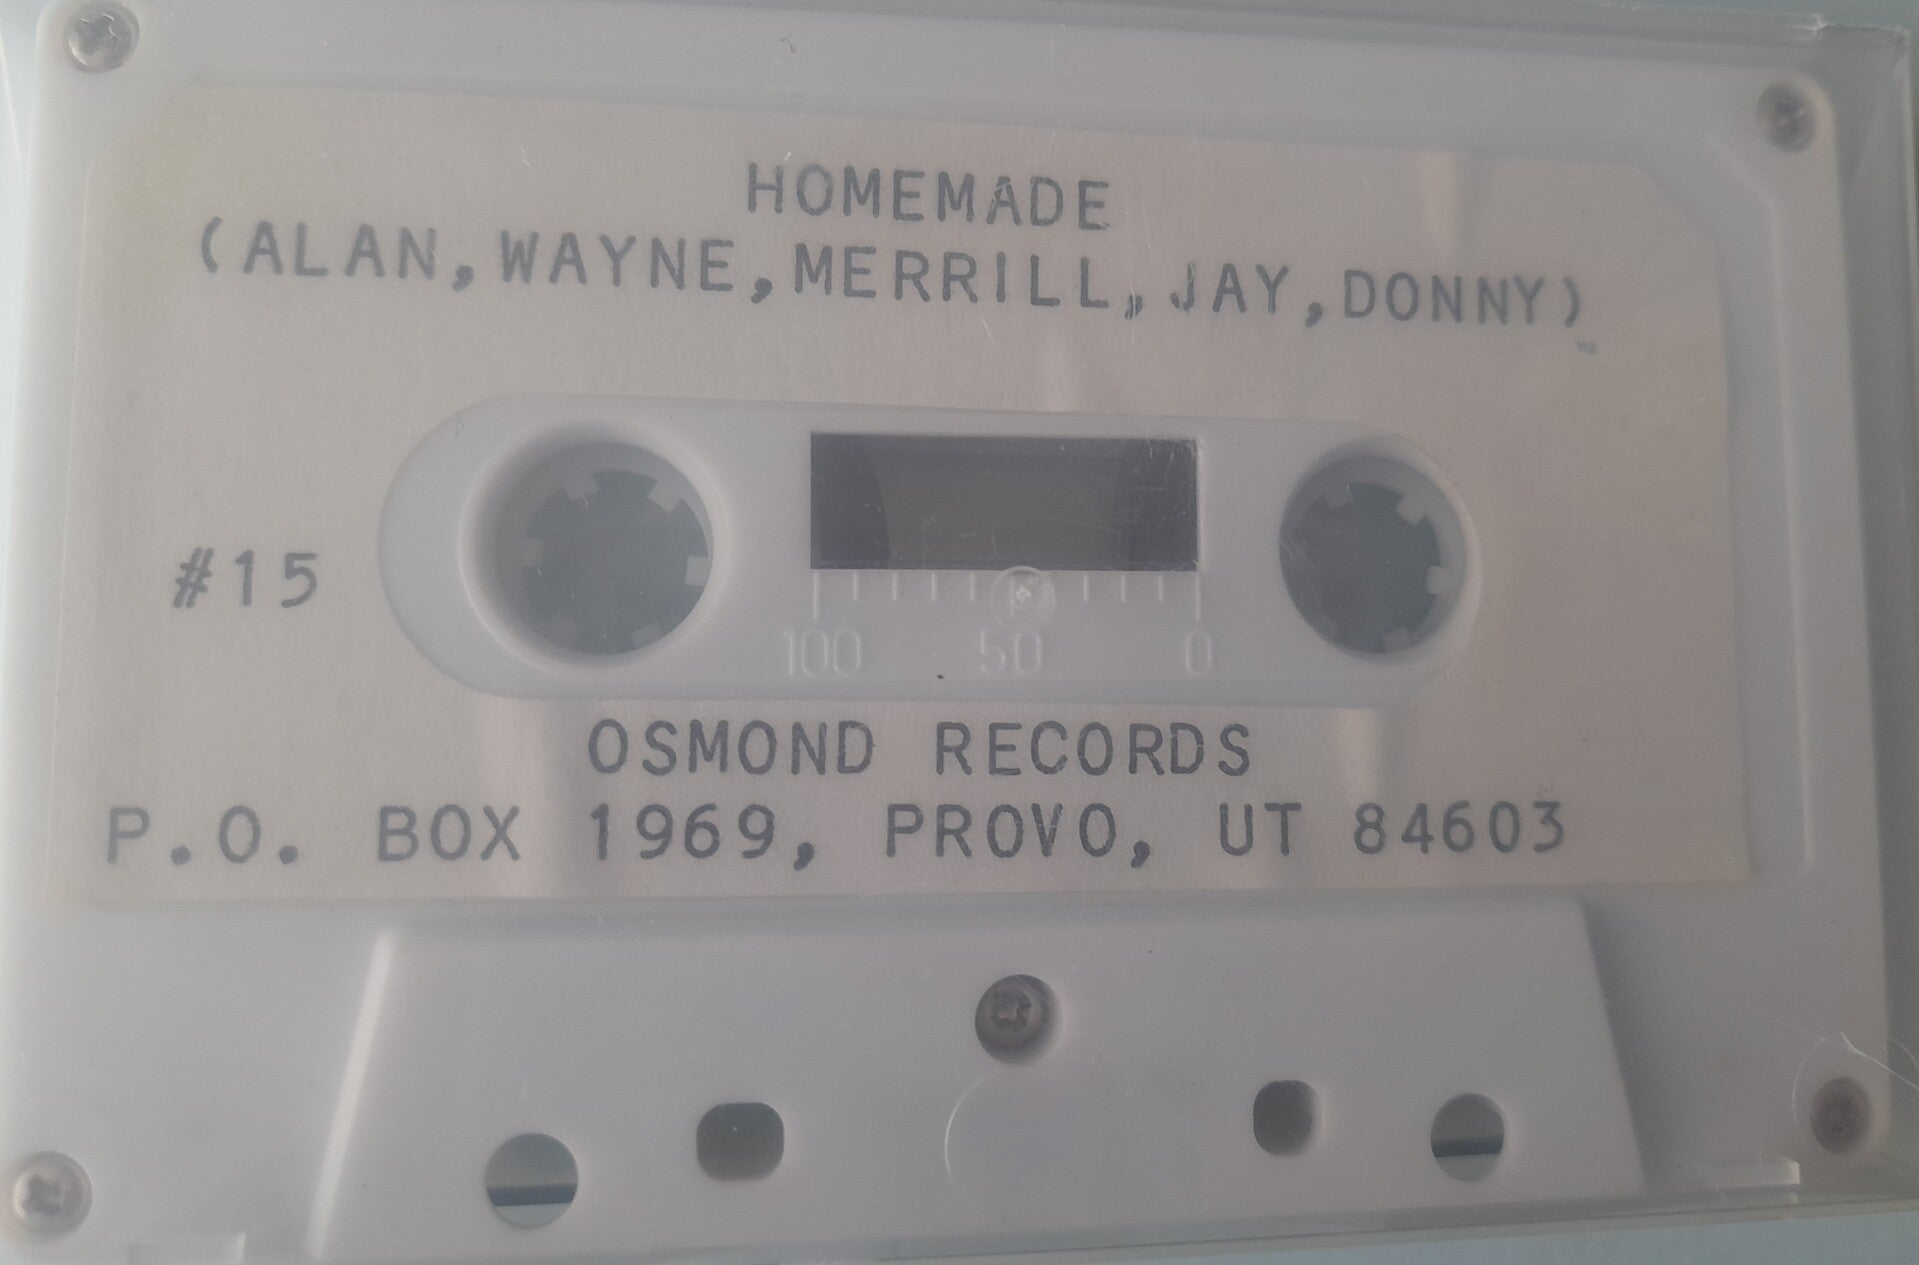 HOMEMADE
(ALAN,WAYNE,MERRILL,JAY,DONNY)
#15
100 50 0
OSMOND RECORDS
P.O. BOX 1969, PROVO, UT 84603